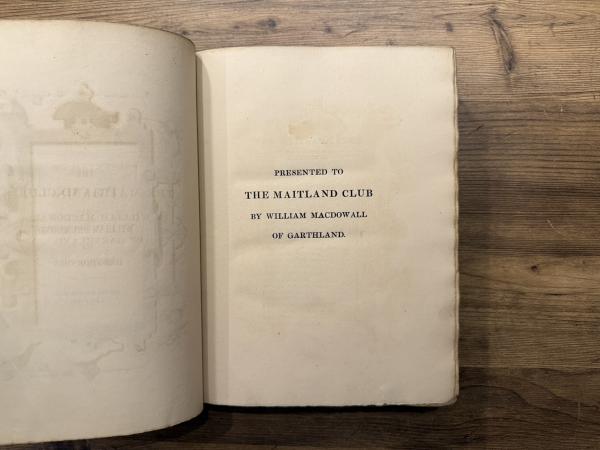 PRESENTED TO
THE MAITLAND CLUB
BY WILLIAM MACDOWALL
OF GARTHLAND.